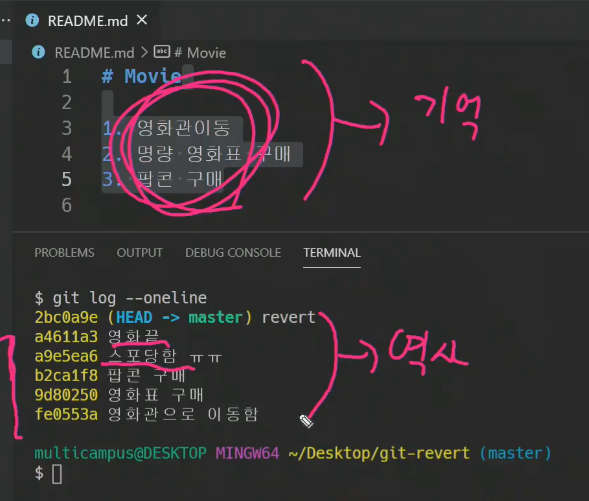 README.md ×
README.md > # Movie
1 # Movie
2
3 1. 영화관이동
4 2. 명량 영화표 구매
5 3. 팝콘 구매
6
기억
PROBLEMS OUTPUT DEBUG CONSOLE TERMINAL
$ git log --oneline
2bc0a9e (HEAD -> master) revert
a4611a3 영화끝
a9e5ea6 스포당함 ㅠㅠ
b2ca1f8 팝콘 구매
9d80250 영화표 구매
fe0553a 영화관으로 이동함
역사
multicampus@DESKTOP MINGW64 ~/Desktop/git-revert (master)
$